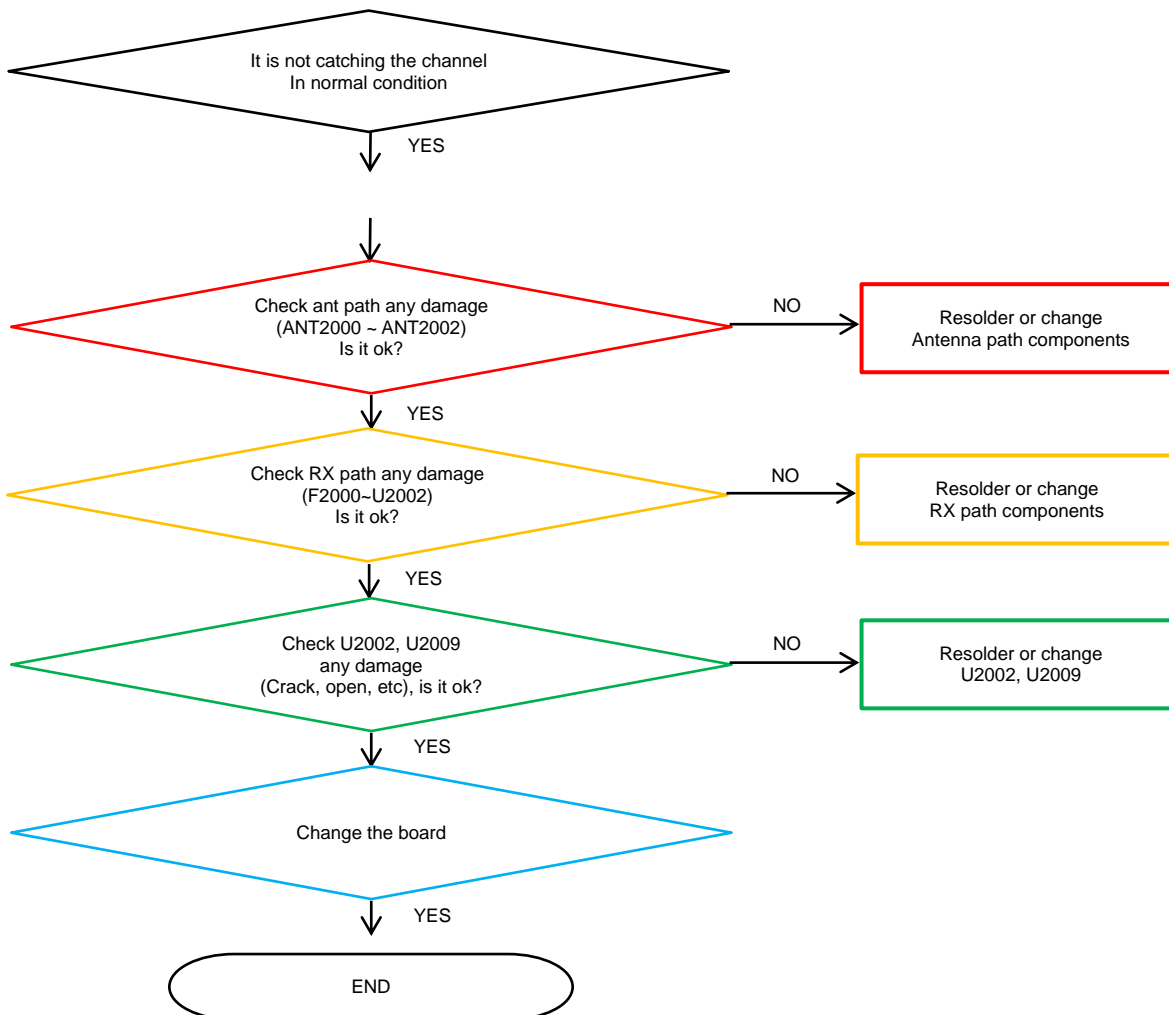 It is not catching the channel
In normal condition
YES
Check ant path any damage
(ANT2000 ~ ANT2002)
Is it ok?
NO
Resolder or change
Antenna path components
YES
Check RX path any damage
(F2000~U2002)
Is it ok?
NO
Resolder or change
RX path components
YES
Check U2002, U2009
any damage
(Crack, open, etc), is it ok?
NO
Resolder or change
U2002, U2009
YES
Change the board
YES
END